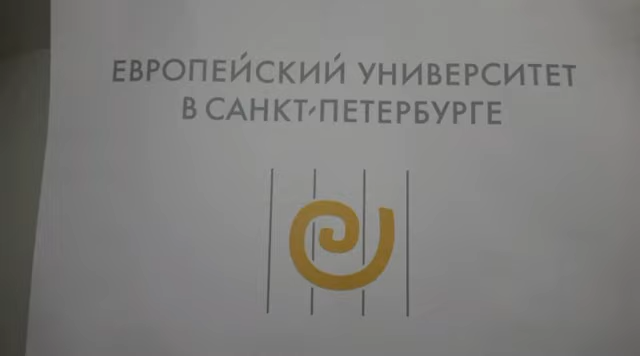 ЕВРОПЕЙСКИЙ УНИВЕРСИТЕТ
В САНКТ-ПЕТЕРБУРГЕ